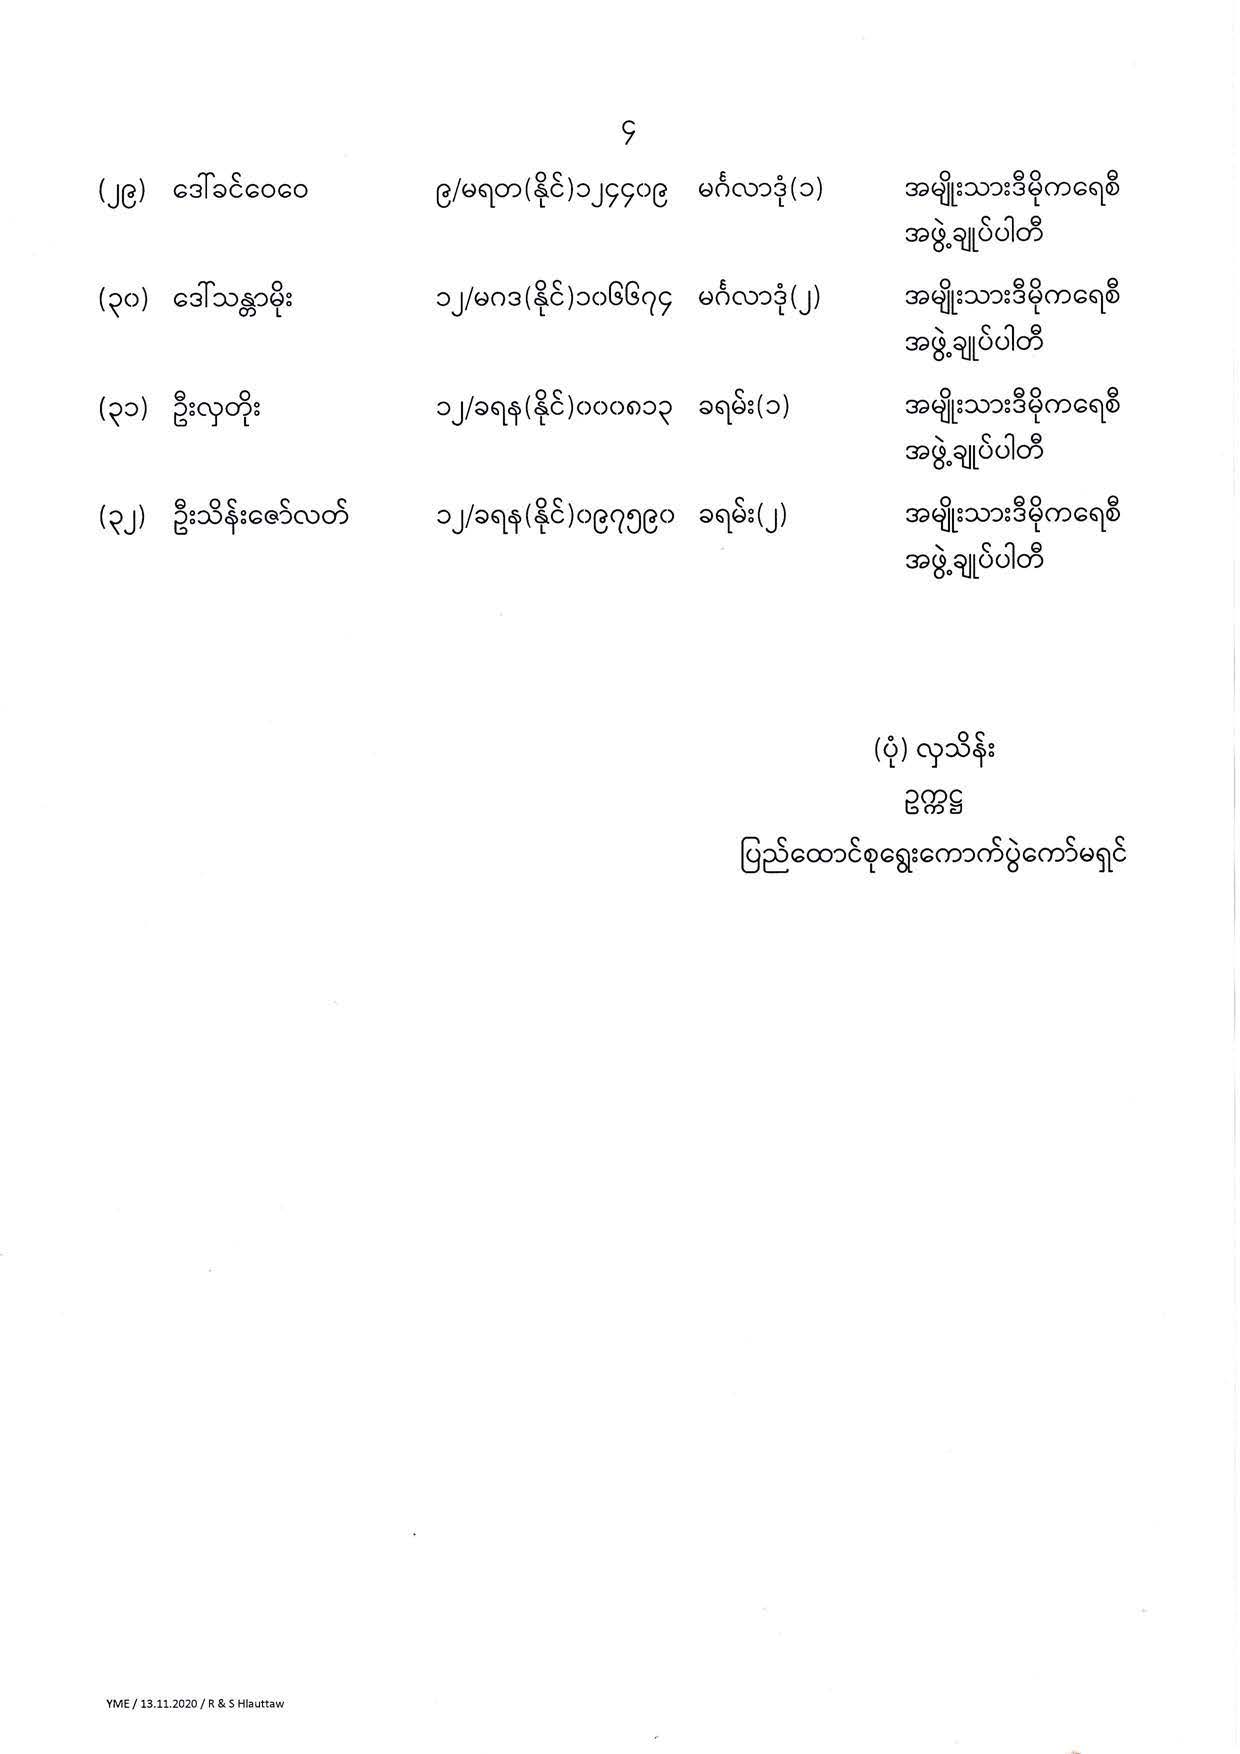 ၄
(၂၉) ဒေါ်ခင်ဝေဝေ ၉/မရတ(နိုင်)၁၂၄၄၀၉ မင်္ဂလာဒုံ(၁) အမျိုးသားဒီမိုကရေစီ
အဖွဲ့ချုပ်ပါတီ
(၃၀) ဒေါ်သန္တာမိုး ၁၂/မဂဒ(နိုင်)၁၀၆၆၇၄ မင်္ဂလာဒုံ(၂) အမျိုးသားဒီမိုကရေစီ
အဖွဲ့ချုပ်ပါတီ
(၃၁) ဦးလှတိုး ၁၂/ခရန(နိုင်)၀၀၀၈၁၃ ခရမ်း(၁) အမျိုးသားဒီမိုကရေစီ
အဖွဲ့ချုပ်ပါတီ
(၃၂) ဦးသိန်းဇော်လတ် ၁၂/ခရန(နိုင်)၀၉၇၅၉၀ ခရမ်း(၂) အမျိုးသားဒီမိုကရေစီ
အဖွဲ့ချုပ်ပါတီ
(ပုံ) လှသိန်း
ဥက္ကဋ္ဌ
ပြည်ထောင်စုရွေးကောက်ပွဲကော်မရှင်
YME / 13.11.2020 / R & S Hlauttaw